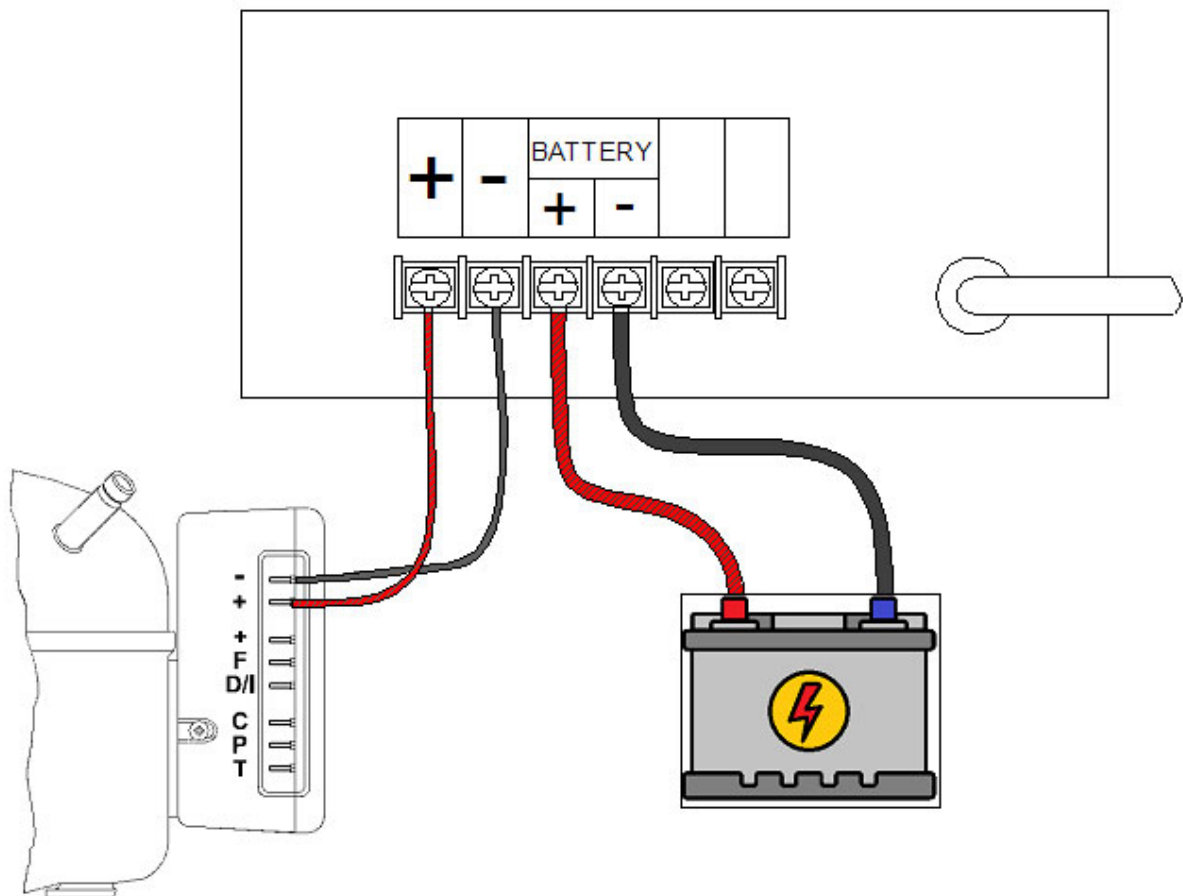 BATTERY
+ -
+ -
-
+
+
F
D/I
C
P
T